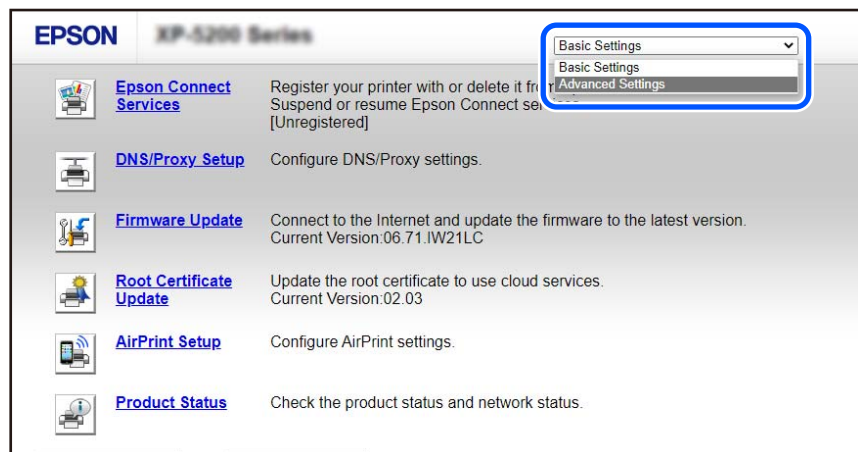 EPSON XP-5200 Series
Basic Settings
Basic Settings
Advanced Settings
Epson Connect Services
Register your printer with or delete it from
Suspend or resume Epson Connect
[Unregistered]
DNS/Proxy Setup
Configure DNS/Proxy settings.
Firmware Update
Connect to the Internet and update the firmware to the latest version.
Current Version:06.71.IW21LC
Root Certificate
Update
Update the root certificate to use cloud services.
Current Version:02.03
AirPrint Setup
Configure AirPrint settings.
Product Status
Check the product status and network status.